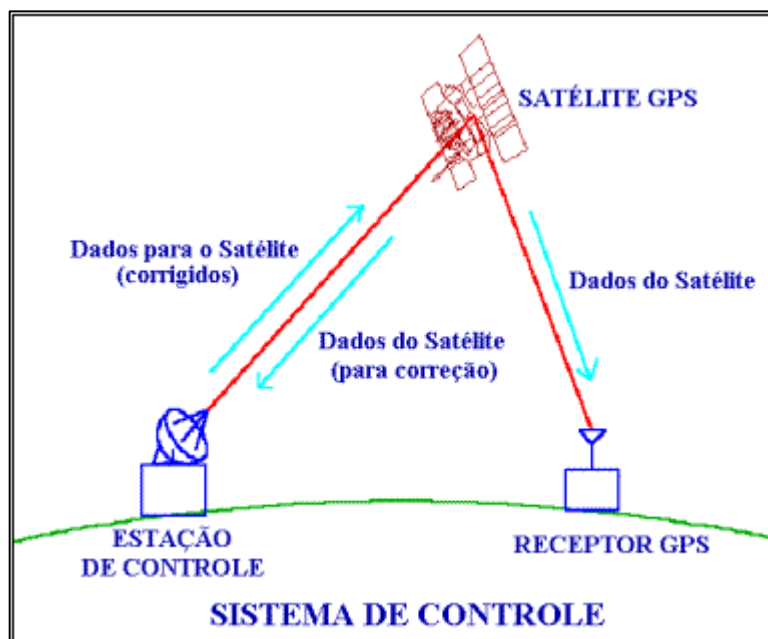 SATÉLITE GPS
Dados para o Satélite
(corrigidos)
Dados do Satélite
Dados do Satélite
(para correção)
ESTAÇÃO
DE CONTROLE
RECEPTOR GPS
SISTEMA DE CONTROLE